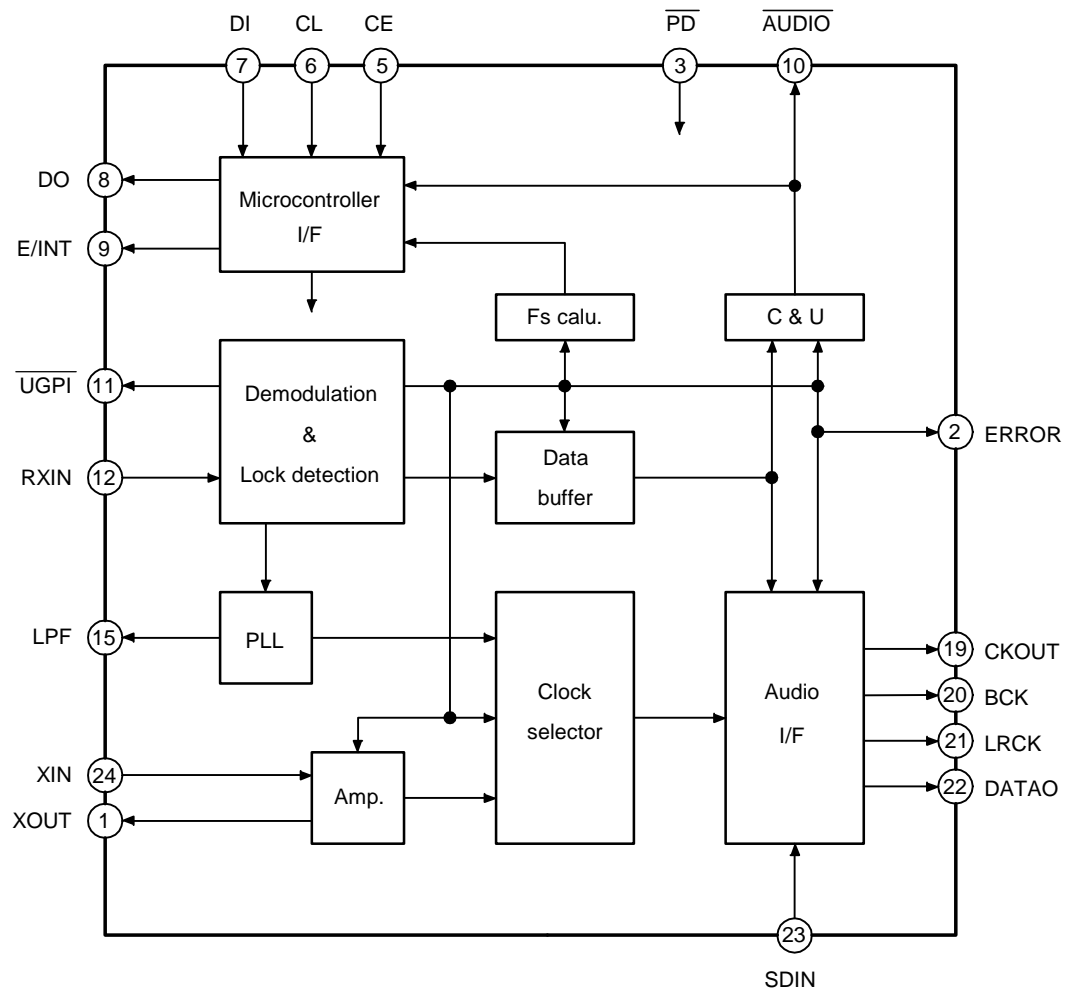 DI CL CE PD AUDIO
7 6 5 3 10
DO 8
Microcontroller
I/F
E/INT 9
Fs calu.
C & U
UGPI 11
Demodulation
&
Lock detection
2 ERROR
RXIN 12
Data
buffer
LPF 15
PLL
19 CKOUT
Clock
selector
Audio
I/F
20 BCK
21 LRCK
XIN 24
22 DATAO
Amp.
XOUT 1
23
SDIN